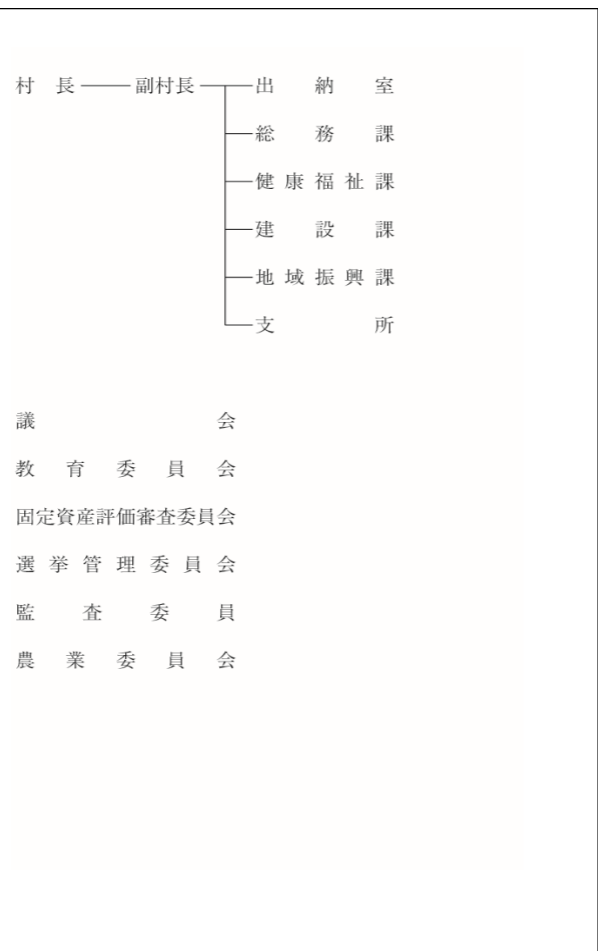 村長 副村長 出納室
総務課
健康福祉課
建設課
地域振興課
支所
議会
教育委員会
固定資産評価審査委員会
選挙管理委員会
監査委員
農業委員会